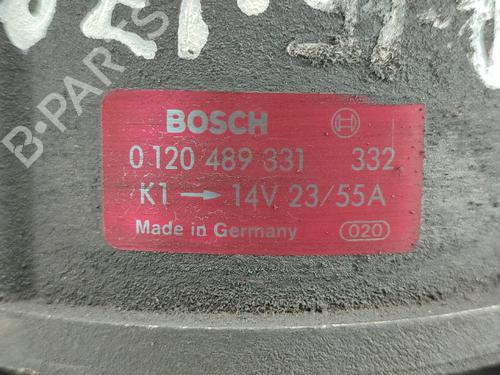 BOSCH
0 120 489 331 332
K1 → 14V 23/55A
Made in Germany 020
B-PARTS